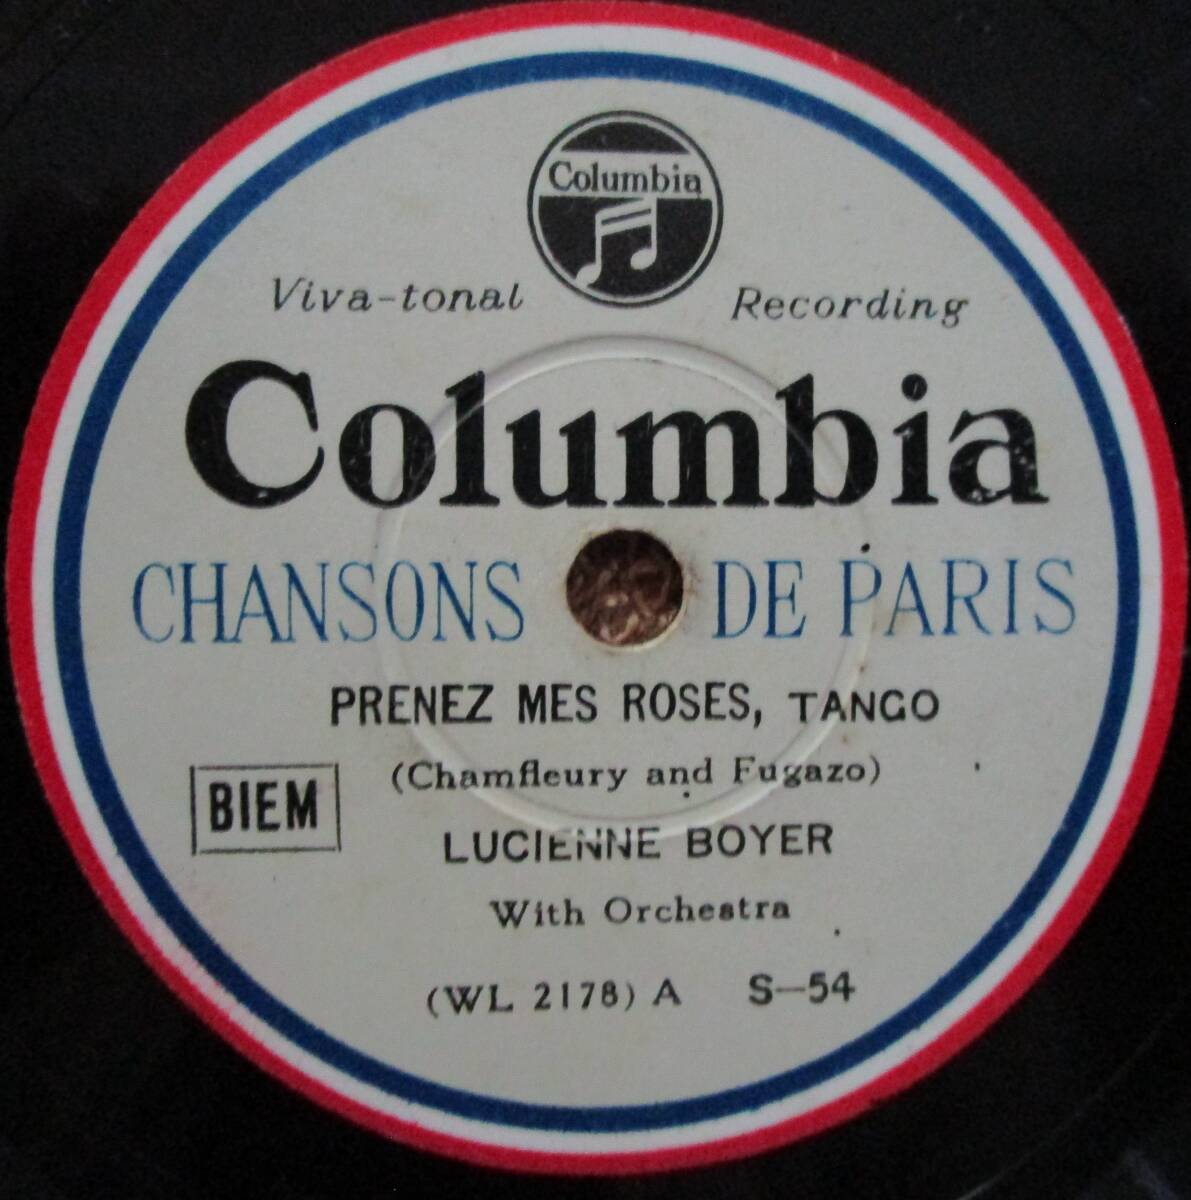 Columbia
Viva-tonal Recording
Columbia
CHANSONS DE PARIS
PRENEZ MES ROSES, TANGO
(Chamfleury and Fugazo)
BIEM
LUCIENNE BOYER
With Orchestra
(WL 2178) A S-54